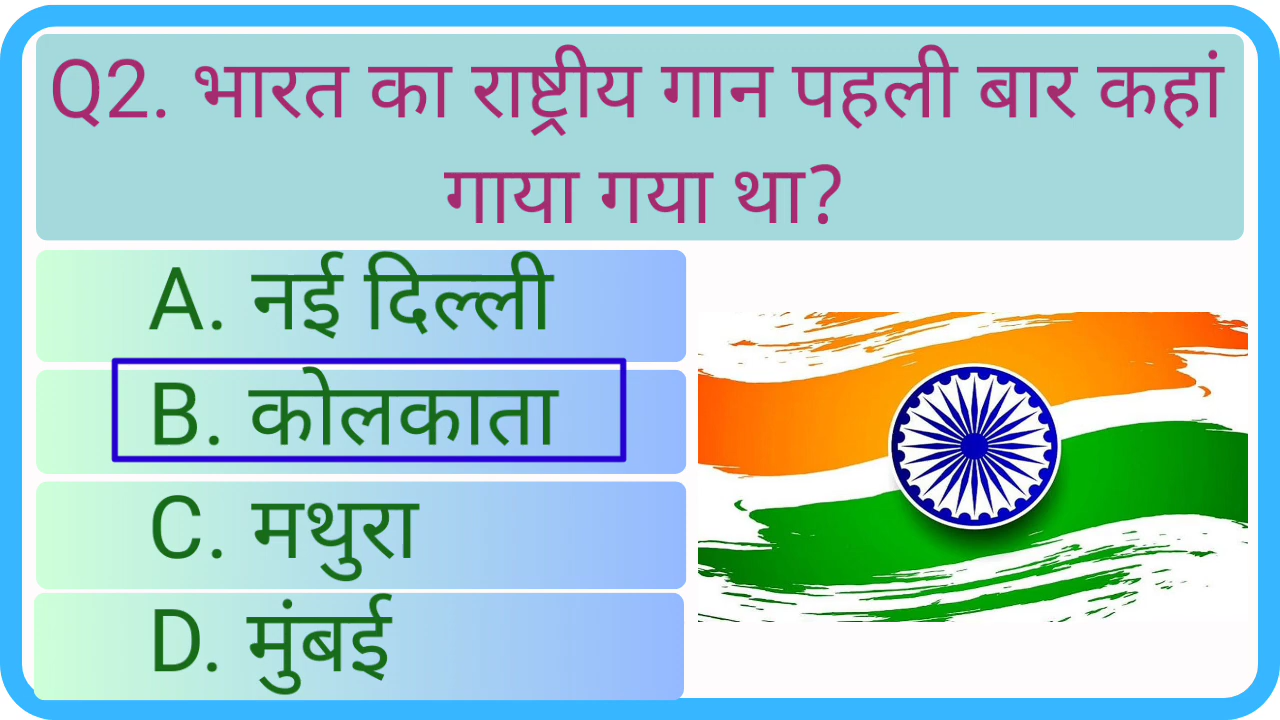 Q2. भारत का राष्ट्रीय गान पहली बार कहां
गाया गया था?
A. नई दिल्ली
B. कोलकाता
C. मथुरा
D. मुंबई